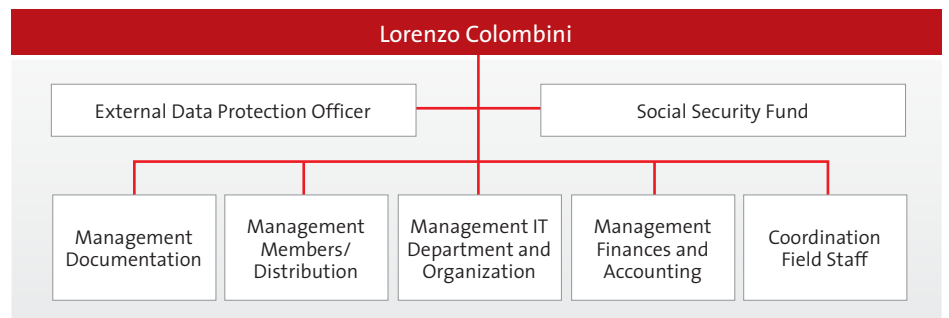 Lorenzo Colombini
External Data Protection Officer
Social Security Fund
Management
Documentation
Management
Members/
Distribution
Management IT
Department and
Organization
Management
Finances and
Accounting
Coordination
Field Staff